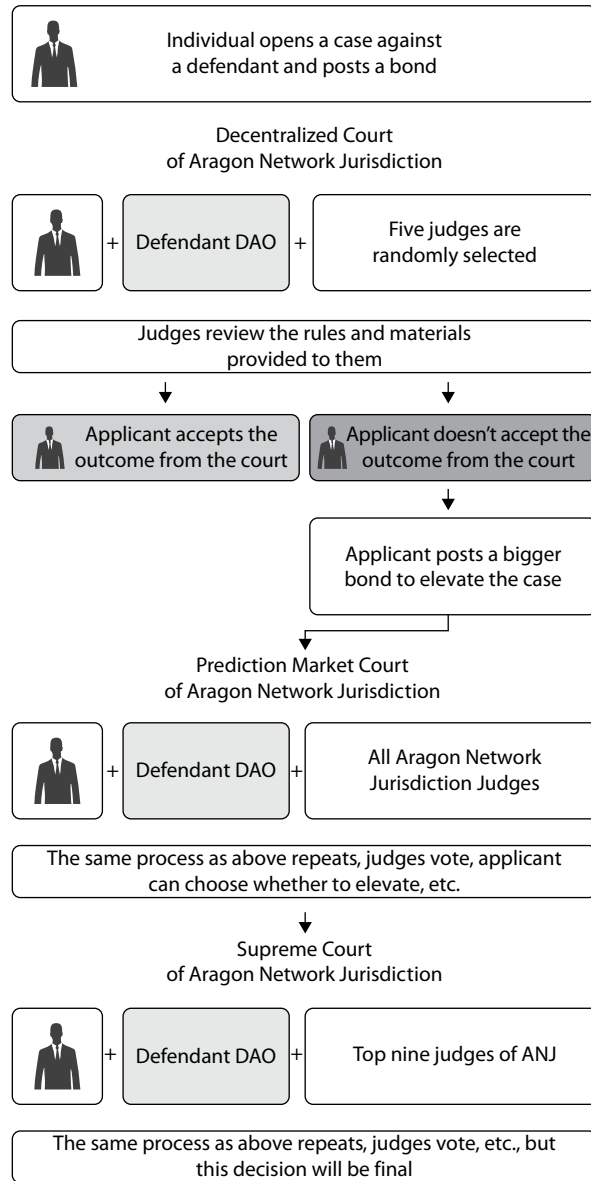 Individual opens a case against
a defendant and posts a bond
Decentralized Court
of Aragon Network Jurisdiction
+ Defendant DAO +
Five judges are
randomly selected
Judges review the rules and materials
provided to them
Applicant accepts the
outcome from the court
Applicant doesn't accept the
outcome from the court
Applicant posts a bigger
bond to elevate the case
Prediction Market Court
of Aragon Network Jurisdiction
+ Defendant DAO +
All Aragon Network
Jurisdiction Judges
The same process as above repeats, judges vote, applicant
can choose whether to elevate, etc.
Supreme Court
of Aragon Network Jurisdiction
+ Defendant DAO + Top nine judges of ANJ
The same process as above repeats, judges vote, etc., but
this decision will be final